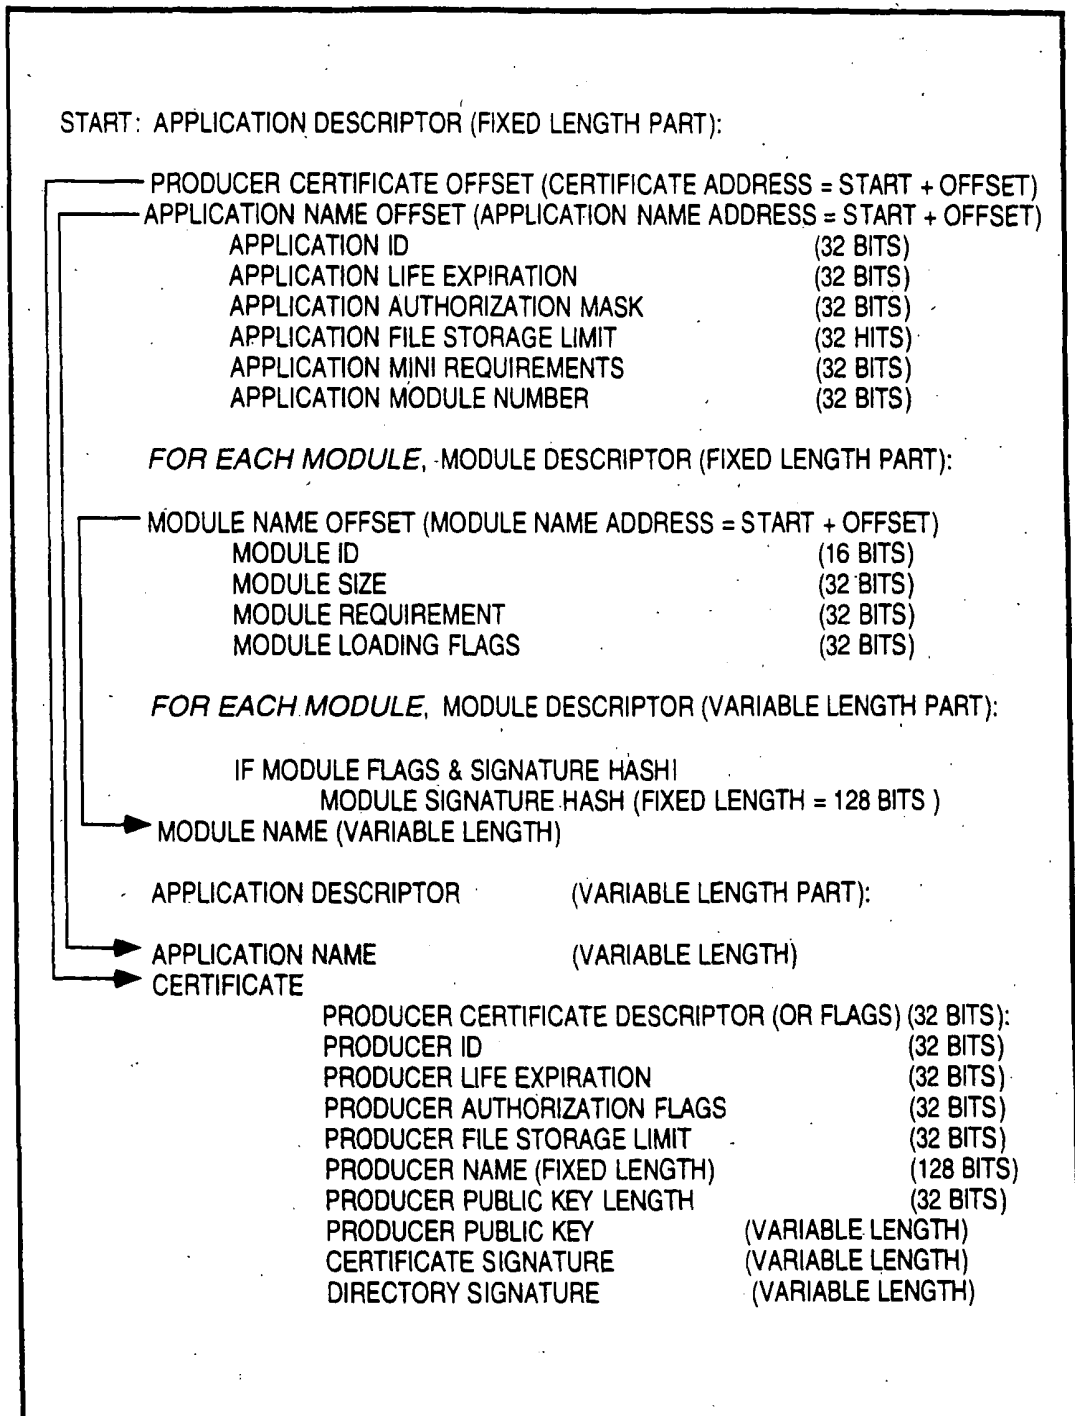 START: APPLICATION DESCRIPTOR (FIXED LENGTH PART):
PRODUCER CERTIFICATE OFFSET (CERTIFICATE ADDRESS = START + OFFSET)
APPLICATION NAME OFFSET (APPLICATION NAME ADDRESS = START + OFFSET)
APPLICATION ID (32 BITS)
APPLICATION LIFE EXPIRATION (32 BITS)
APPLICATION AUTHORIZATION MASK (32 BITS)
APPLICATION FILE STORAGE LIMIT (32 HITS)
APPLICATION MINI REQUIREMENTS (32 BITS)
APPLICATION MODULE NUMBER (32 BITS)
FOR EACH MODULE, MODULE DESCRIPTOR (FIXED LENGTH PART):
MODULE NAME OFFSET (MODULE NAME ADDRESS = START + OFFSET)
MODULE ID (16 BITS)
MODULE SIZE (32 BITS)
MODULE REQUIREMENT (32 BITS)
MODULE LOADING FLAGS (32 BITS)
FOR EACH MODULE, MODULE DESCRIPTOR (VARIABLE LENGTH PART):
IF MODULE FLAGS & SIGNATURE HASHI
MODULE SIGNATURE HASH (FIXED LENGTH = 128 BITS )
MODULE NAME (VARIABLE LENGTH)
APPLICATION DESCRIPTOR (VARIABLE LENGTH PART):
APPLICATION NAME (VARIABLE LENGTH)
CERTIFICATE
PRODUCER CERTIFICATE DESCRIPTOR (OR FLAGS) (32 BITS):
PRODUCER ID (32 BITS)
PRODUCER LIFE EXPIRATION (32 BITS)
PRODUCER AUTHORIZATION FLAGS (32 BITS)
PRODUCER FILE STORAGE LIMIT (32 BITS)
PRODUCER NAME (FIXED LENGTH) (128 BITS)
PRODUCER PUBLIC KEY LENGTH (32 BITS)
PRODUCER PUBLIC KEY (VARIABLE LENGTH)
CERTIFICATE SIGNATURE (VARIABLE LENGTH)
DIRECTORY SIGNATURE (VARIABLE LENGTH)